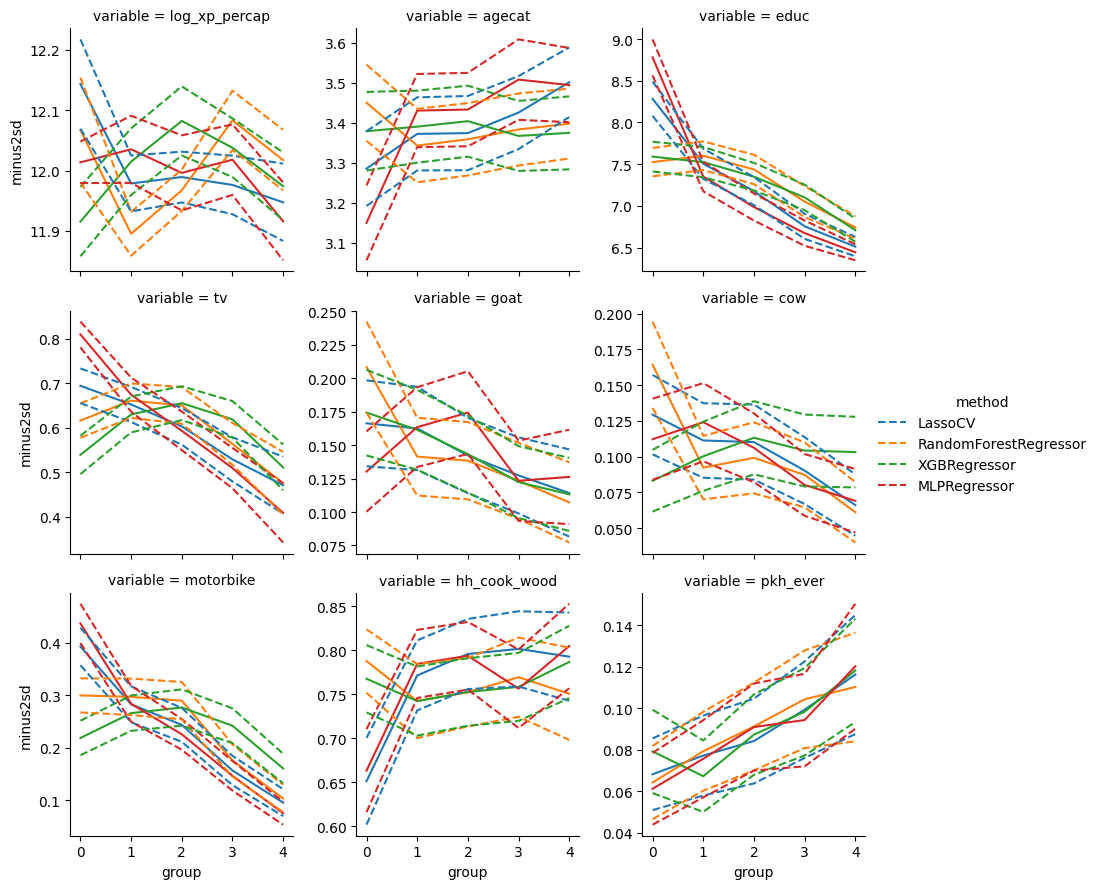 variable = log_xp_percap
variable = agecat
variable = educ
minus2sd
12.2
12.1
12.0
11.9
3.6
3.5
3.4
3.3
3.2
3.1
9.0
8.5
8.0
7.5
7.0
6.5
variable = tv
variable = goat
variable = cow
minus2sd
0.8
0.7
0.6
0.5
0.4
0.250
0.225
0.200
0.175
0.150
0.125
0.100
0.075
0.200
0.175
0.150
0.125
0.100
0.075
0.050
method
LassoCV
RandomForestRegressor
XGBRegressor
MLPRegressor
variable = motorbike
variable = hh_cook_wood
variable = pkh_ever
minus2sd
0.4
0.3
0.2
0.1
0.85
0.80
0.75
0.70
0.65
0.60
0.14
0.12
0.10
0.08
0.06
0.04
0 1 2 3 4
0 1 2 3 4
0 1 2 3 4
group
group
group